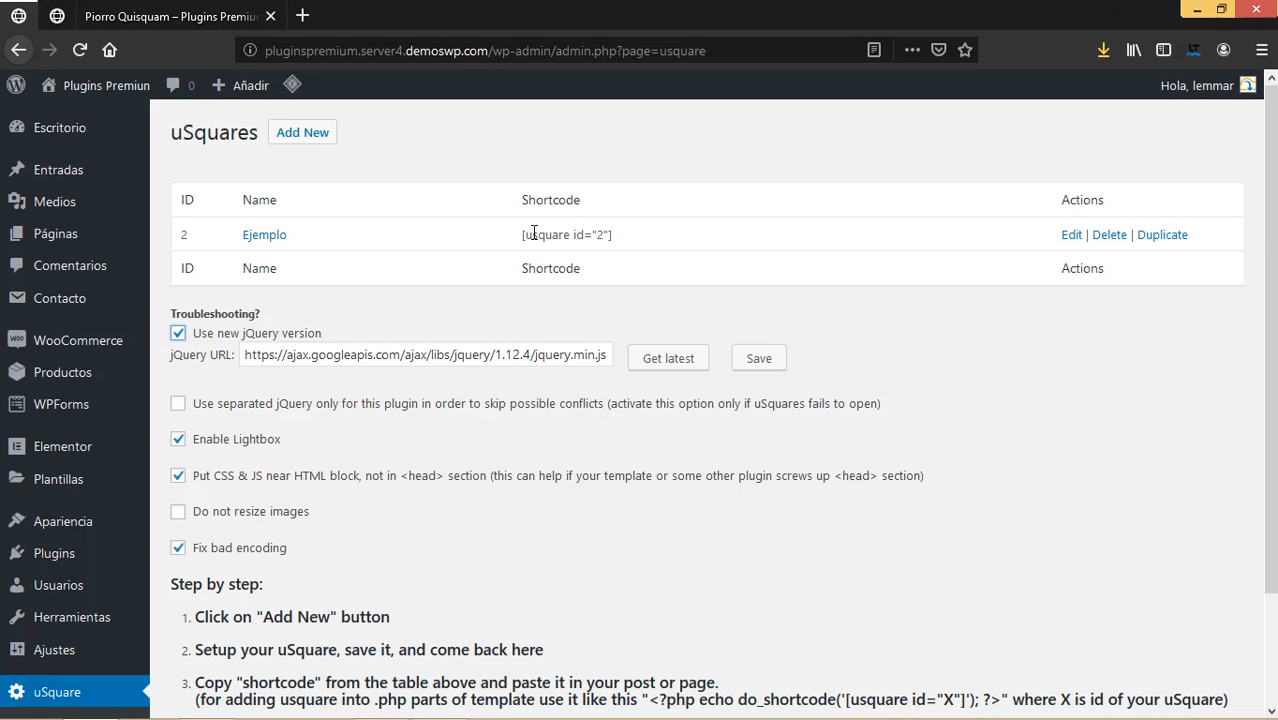 Piorro Quisquam – Plugins Premiu
pluginspremium.server4.demoswp.com/wp-admin/admin.php?page=usquare
Plugins Premiun 0 Añadir Hola, lemmar
Escritorio
Entradas
Medios
Páginas
Comentarios
Contacto
WooCommerce
Productos
WPForms
Elementor
Plantillas
Apariencia
Plugins
Usuarios
Herramientas
Ajustes
uSquare
uSquares Add New
ID Name Shortcode Actions
2 Ejemplo [usquare id="2"] Edit | Delete | Duplicate
ID Name Shortcode Actions
Troubleshooting?
Use new jQuery version
jQuery URL: https://ajax.googleapis.com/ajax/libs/jquery/1.12.4/jquery.min.js Get latest Save
Use separated jQuery only for this plugin in order to skip possible conflicts (activate this option only if uSquares fails to open)
Enable Lightbox
Put CSS & JS near HTML block, not in <head> section (this can help if your template or some other plugin screws up <head> section)
Do not resize images
Fix bad encoding
Step by step:
1. Click on "Add New" button
2. Setup your uSquare, save it, and come back here
3. Copy "shortcode" from the table above and paste it in your post or page.
(for adding usquare into .php parts of template use it like this "<?php echo do_shortcode('[usquare id="X"]'); ?>" where X is id of your uSquare)